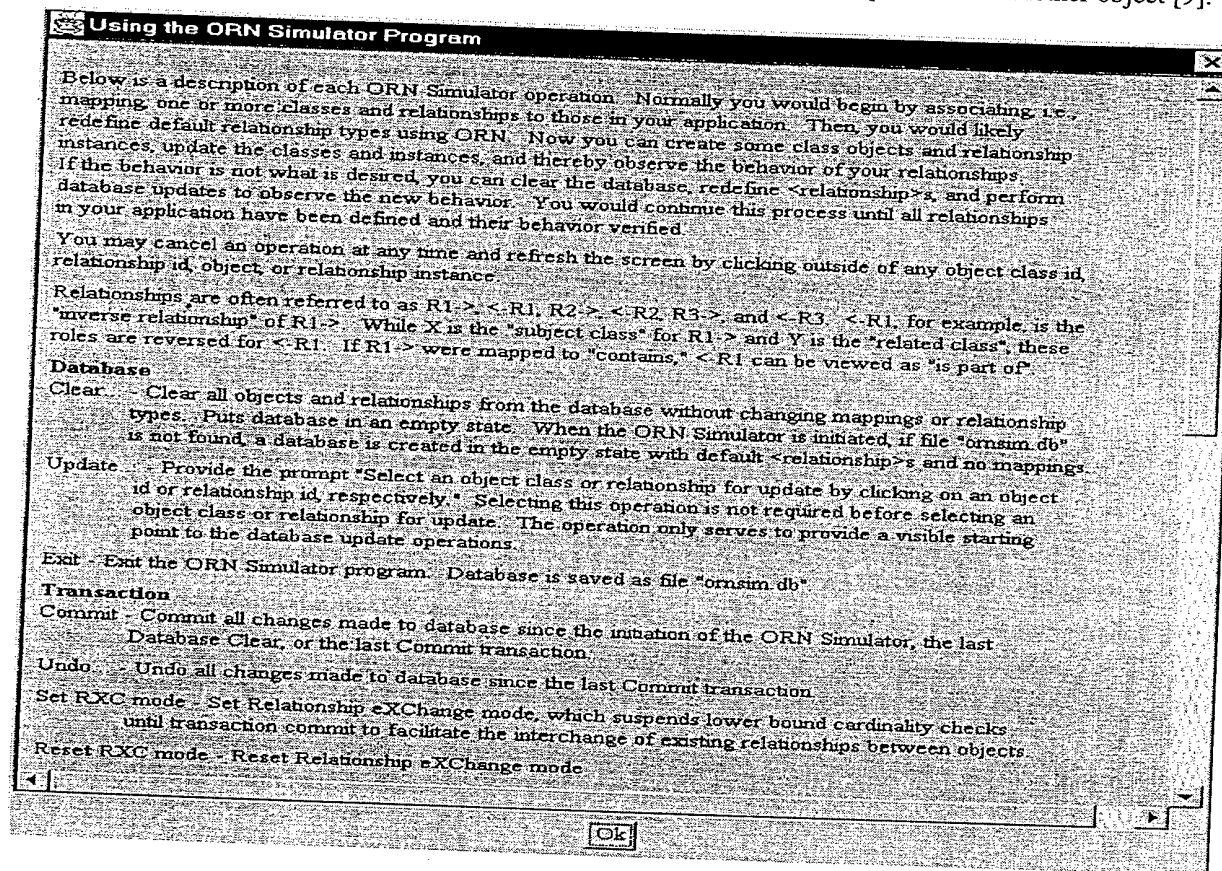 object [9].
Using the ORN Simulator Program
Below is a description of each ORN Simulator operation. Normally you would begin by associating, i.e.,
mapping, one or more classes and relationships to those in your application. Then, you would likely
redefine default relationship types using ORN. Now you can create some class objects and relationship
instances, update the classes and instances, and thereby observe the behavior of your relationships.
If the behavior is not what is desired, you can clear the database, redefine <relationship>s, and perform
database updates to observe the new behavior. You would continue this process until all relationships
in your application have been defined and their behavior verified.
You may cancel an operation at any time and refresh the screen by clicking outside of any object class id,
relationship id, object, or relationship instance.
Relationships are often referred to as R1->, <-R1, R2->, <-R2, R3->, and <-R3. <-R1, for example, is the
"inverse relationship" of R1->. While X is the "subject class" for R1-> and Y is the "related class", these
roles are reversed for <-R1. If R1-> were mapped to "contains," <-R1 can be viewed as "is part of".
Database
Clear... - Clear all objects and relationships from the database without changing mappings or relationship
types. Puts database in an empty state. When the ORN Simulator is initiated, if file "ornsim.db"
is not found, a database is created in the empty state with default <relationship>s and no mappings.
Update... - Provide the prompt "Select an object class or relationship for update by clicking on an object
id or relationship id, respectively." Selecting this operation is not required before selecting an
object class or relationship for update. The operation only serves to provide a visible starting
point to the database update operations.
Exit - Exit the ORN Simulator program. Database is saved as file "ornsim.db".
Transaction
Commit - Commit all changes made to database since the initiation of the ORN Simulator, the last
Database Clear, or the last Commit transaction.
Undo... - Undo all changes made to database since the last Commit transaction.
Set RXC mode - Set Relationship eXChange mode, which suspends lower bound cardinality checks
until transaction commit to facilitate the interchange of existing relationships between objects.
Reset RXC mode - Reset Relationship eXChange mode
Ok